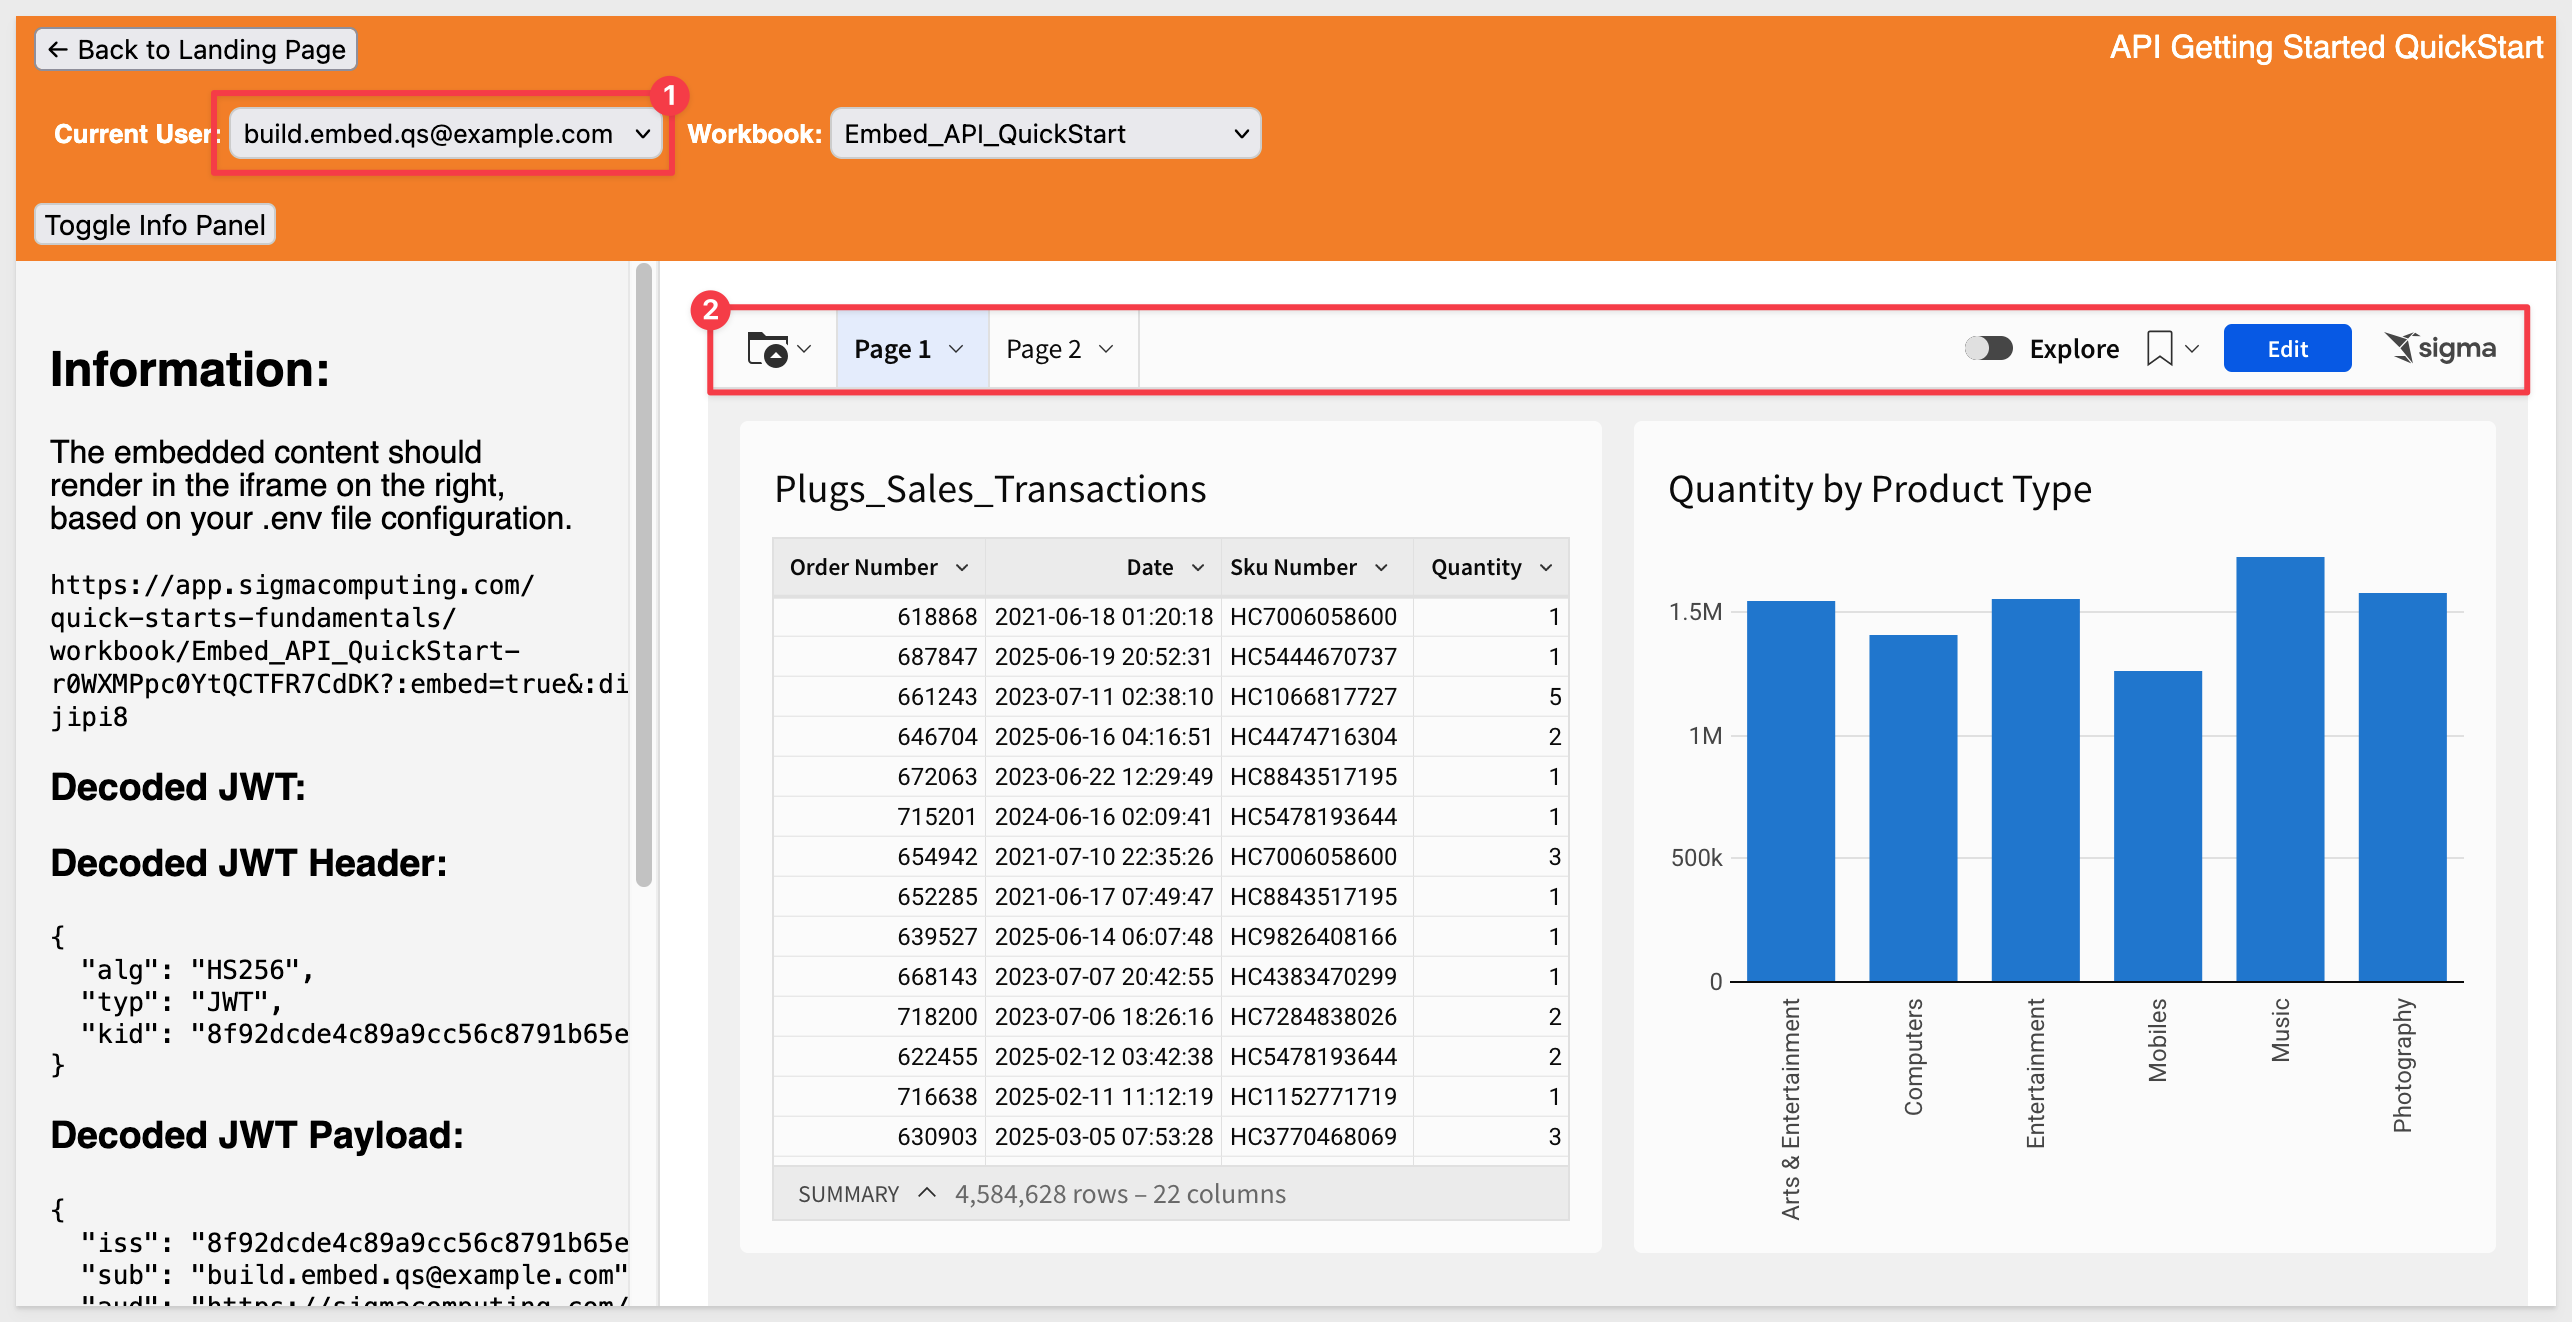 ← Back to Landing Page
API Getting Started QuickStart
1
Current User: build.embed.qs@example.com Workbook: Embed_API_QuickStart
Toggle Info Panel
Information:
The embedded content should
render in the iframe on the right,
based on your .env file configuration.
https://app.sigmacomputing.com/
quick-starts-fundamentals/
workbook/Embed_API_QuickStart-
r0WXMPpc0YtQCTFR7CdDK?:embed=true&:di
jipi8
Decoded JWT:
Decoded JWT Header:
{
"alg": "HS256",
"typ": "JWT",
"kid": "8f92dcde4c89a9cc56c8791b65e
}
Decoded JWT Payload:
{
"iss": "8f92dcde4c89a9cc56c8791b65e
"sub": "build.embed.qs@example.com"
"aud": "https://sigmacomputing.com/
2
Page 1 Page 2 Explore Edit sigma
Plugs_Sales_Transactions
Order Number Date Sku Number Quantity
618868 2021-06-18 01:20:18 HC7006058600 1
687847 2025-06-19 20:52:31 HC5444670737 1
661243 2023-07-11 02:38:10 HC1066817727 5
646704 2025-06-16 04:16:51 HC4474716304 2
672063 2023-06-22 12:29:49 HC8843517195 1
715201 2024-06-16 02:09:41 HC5478193644 1
654942 2021-07-10 22:35:26 HC7006058600 3
652285 2021-06-17 07:49:47 HC8843517195 1
639527 2025-06-14 06:07:48 HC9826408166 1
668143 2023-07-07 20:42:55 HC4383470299 1
718200 2023-07-06 18:26:16 HC7284838026 2
622455 2025-02-12 03:42:38 HC5478193644 2
716638 2025-02-11 11:12:19 HC1152771719 1
630903 2025-03-05 07:53:28 HC3770468069 3
SUMMARY 4,584,628 rows – 22 columns
Quantity by Product Type
1.5M
1M
500k
0
Arts & Entertainment
Computers
Entertainment
Mobiles
Music
Photography